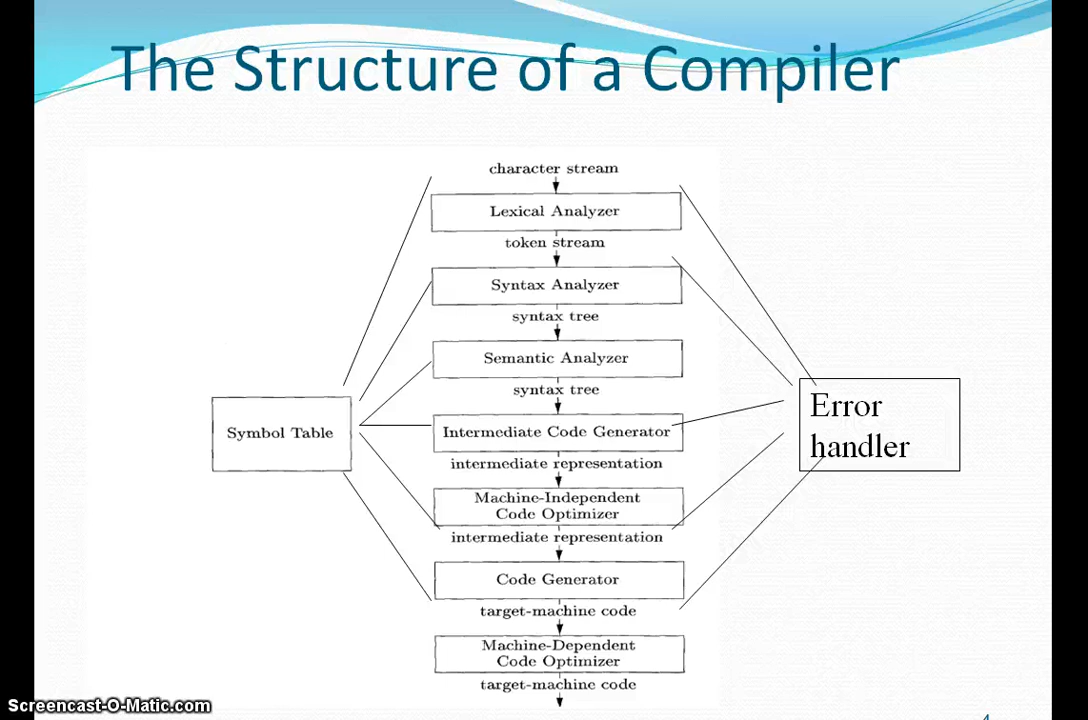 The Structure of a Compiler
character stream
Lexical Analyzer
token stream
Syntax Analyzer
syntax tree
Semantic Analyzer
syntax tree
Symbol Table
Intermediate Code Generator
Error
handler
intermediate representation
Machine-Independent
Code Optimizer
intermediate representation
Code Generator
target-machine code
Machine-Dependent
Code Optimizer
target-machine code
Screencast-O-Matic.com
4